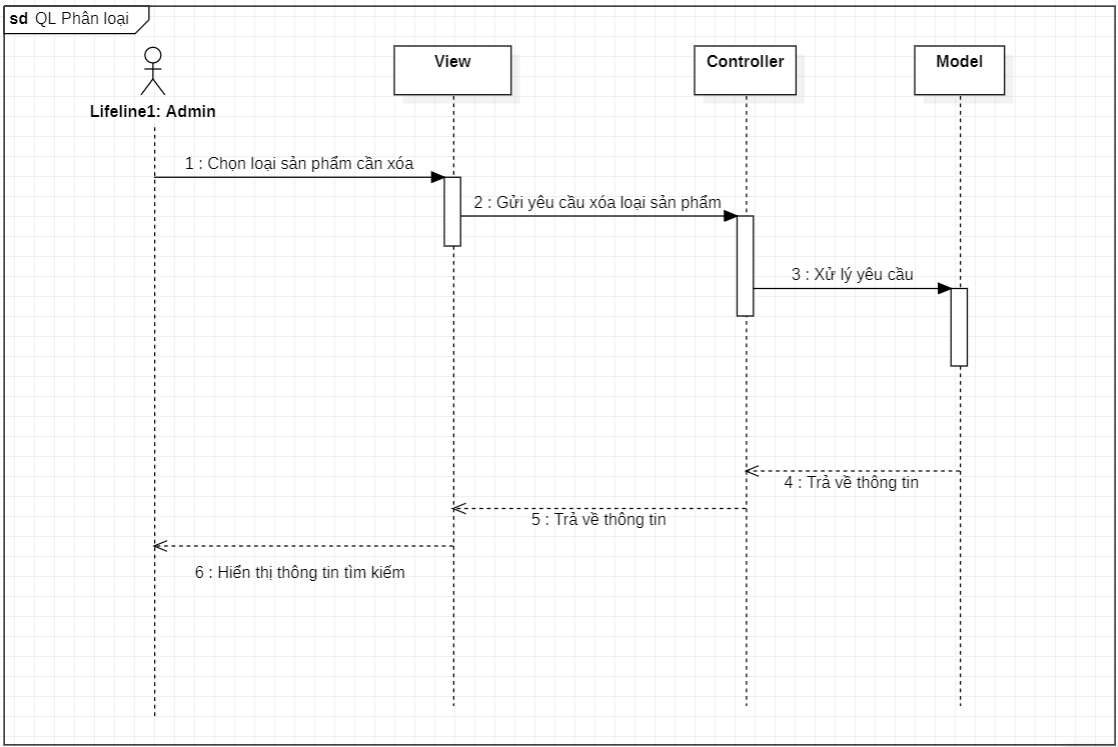 sd QL Phân loại
View
Controller
Model
Lifeline1: Admin
1 : Chọn loại sản phẩm cần xóa
2 : Gửi yêu cầu xóa loại sản phẩm
3 : Xử lý yêu cầu
4 : Trả về thông tin
5 : Trả về thông tin
6 : Hiển thị thông tin tìm kiếm